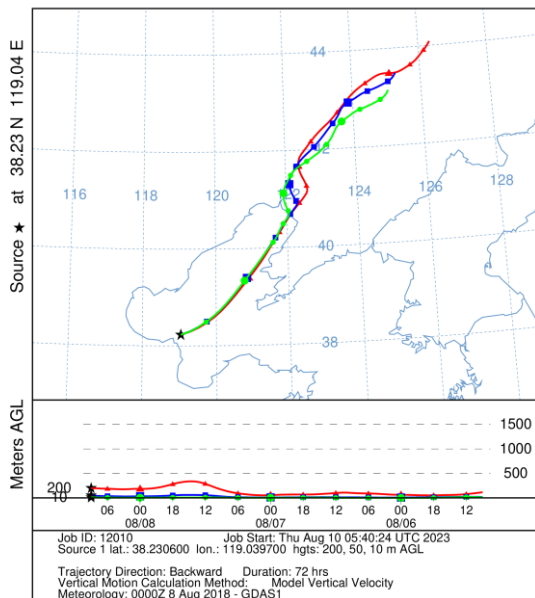 Source ★ at 38.23 N 119.04 E
44
42
116
118
120
122
124
126
128
40
38
Meters AGL
1500
1000
500
200
10
06 00 18 12 06 00 18 12 06 00 18 12
08/08 08/07 08/06
Job ID: 12010 Job Start: Thu Aug 10 05:40:24 UTC 2023
Source 1 lat.: 38.230600 lon.: 119.039700 hgts: 200, 50, 10 m AGL
Trajectory Direction: Backward Duration: 72 hrs
Vertical Motion Calculation Method: Model Vertical Velocity
Meteorology: 0000Z 8 Aug 2018 - GDAS1